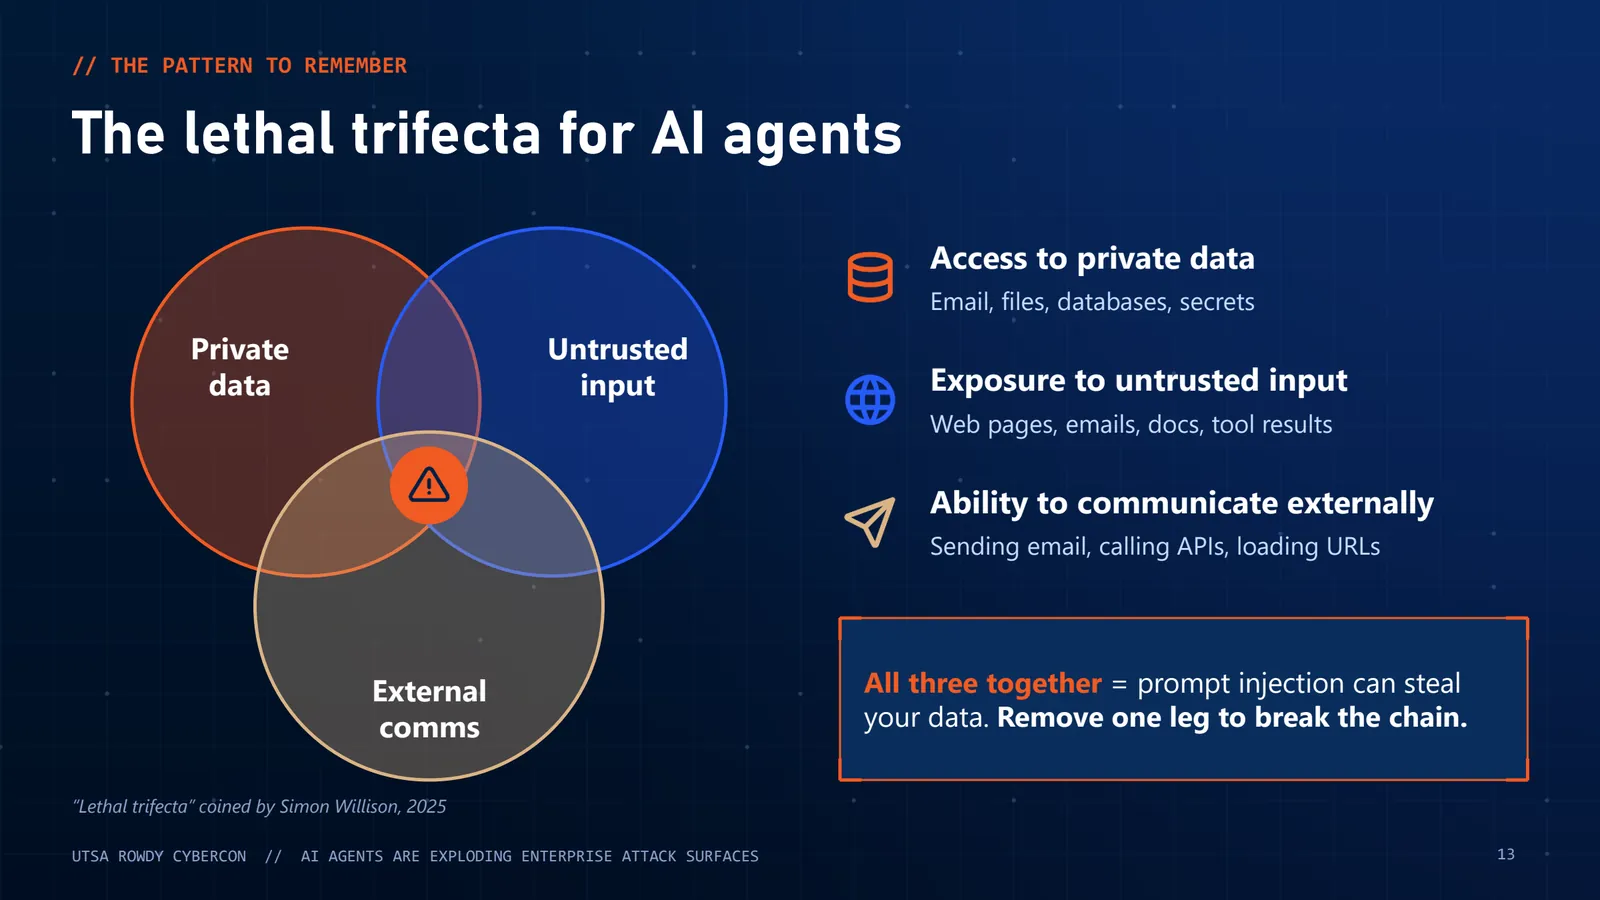 // THE PATTERN TO REMEMBER
The lethal trifecta for AI agents
Private
data
Untrusted
input
External
comms
Access to private data
Email, files, databases, secrets
Exposure to untrusted input
Web pages, emails, docs, tool results
Ability to communicate externally
Sending email, calling APIs, loading URLs
All three together = prompt injection can steal
your data. Remove one leg to break the chain.
“Lethal trifecta” coined by Simon Willison, 2025
UTSA ROWDY CYBERCON // AI AGENTS ARE EXPLODING ENTERPRISE ATTACK SURFACES
13